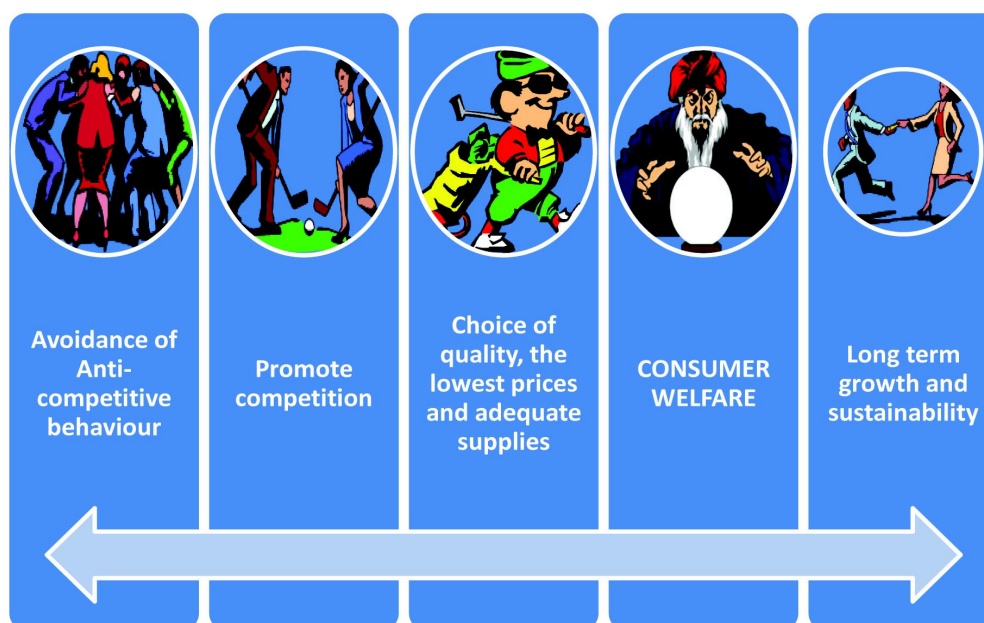 Avoidance of
Anti-
competitive
behaviour
Promote
competition
Choice of
quality, the
lowest prices
and adequate
supplies
CONSUMER
WELFARE
Long term
growth and
sustainability